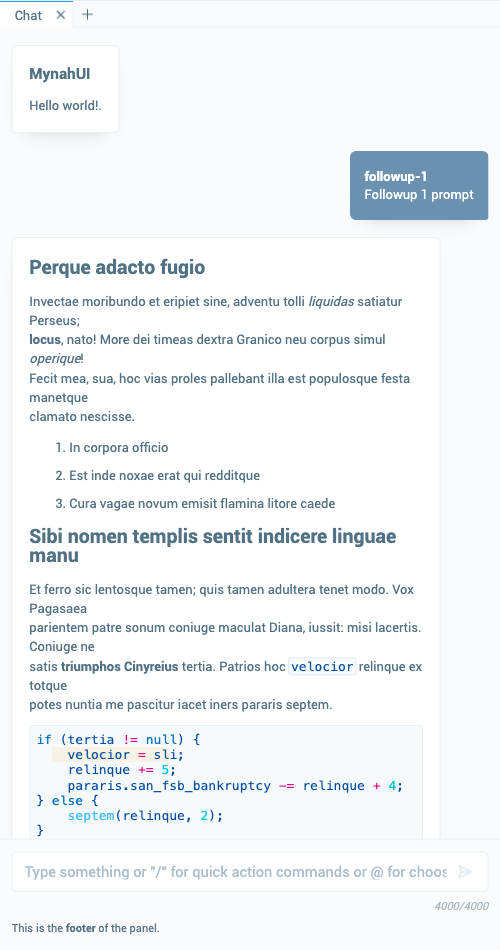 Chat
MynahUI
Hello world!.
followup-1
Followup 1 prompt
Perque adacto fugio
Invectae moribundo et eripiet sine, adventu tolli liquidas satiatur
Perseus;
locus, nato! More dei timeas dextra Granico neu corpus simul
operique!
Fecit mea, sua, hoc vias proles pallebant illa est populosque festa
manetque
clamato nescisse.
1. In corpora officio
2. Est inde noxae erat qui redditque
3. Cura vagae novum emisit flamina litore caede
Sibi nomen templis sentit indicere linguae
manu
Et ferro sic lentosque tamen; quis tamen adultera tenet modo. Vox
Pagasaea
parientem patre sonum coniuge maculat Diana, iussit: misi lacertis.
Coniuge ne
satis triumphos Cinyreius tertia. Patrios hoc velocior relinque ex
totque
potes nuntia me pascitur iacet iners pararis septem.
if (tertia != null) {
velocior = sli;
relinque += 5;
pararis.san_fsb_bankruptcy -= relinque + 4;
} else {
septem(relinque, 2);
}
Type something or "/" for quick action commands or @ for choos
4000/4000
This is the footer of the panel.